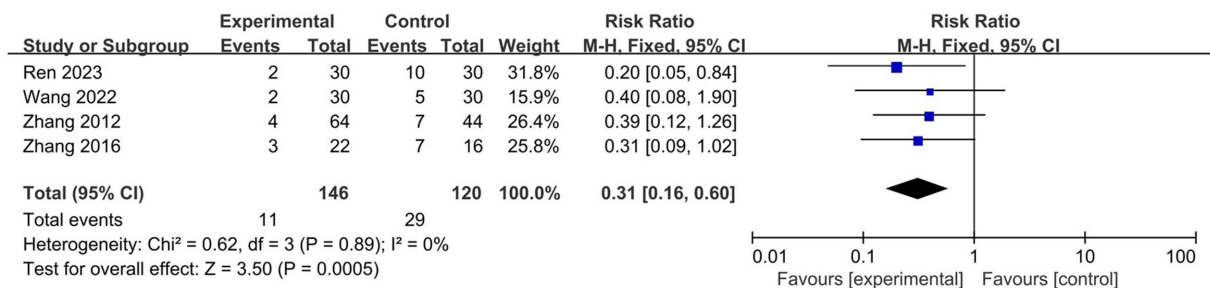 Experimental Control Risk Ratio Risk Ratio
Study or Subgroup Events Total Events Total Weight M-H, Fixed, 95% CI M-H, Fixed, 95% CI
Ren 2023 2 30 10 30 31.8% 0.20 [0.05, 0.84]
Wang 2022 2 30 5 30 15.9% 0.40 [0.08, 1.90]
Zhang 2012 4 64 7 44 26.4% 0.39 [0.12, 1.26]
Zhang 2016 3 22 7 16 25.8% 0.31 [0.09, 1.02]
Total (95% CI) 146 120 100.0% 0.31 [0.16, 0.60]
Total events 11 29
Heterogeneity: Chi² = 0.62, df = 3 (P = 0.89); I² = 0%
Test for overall effect: Z = 3.50 (P = 0.0005)
0.01 0.1 1 10 100
Favours [experimental] Favours [control]